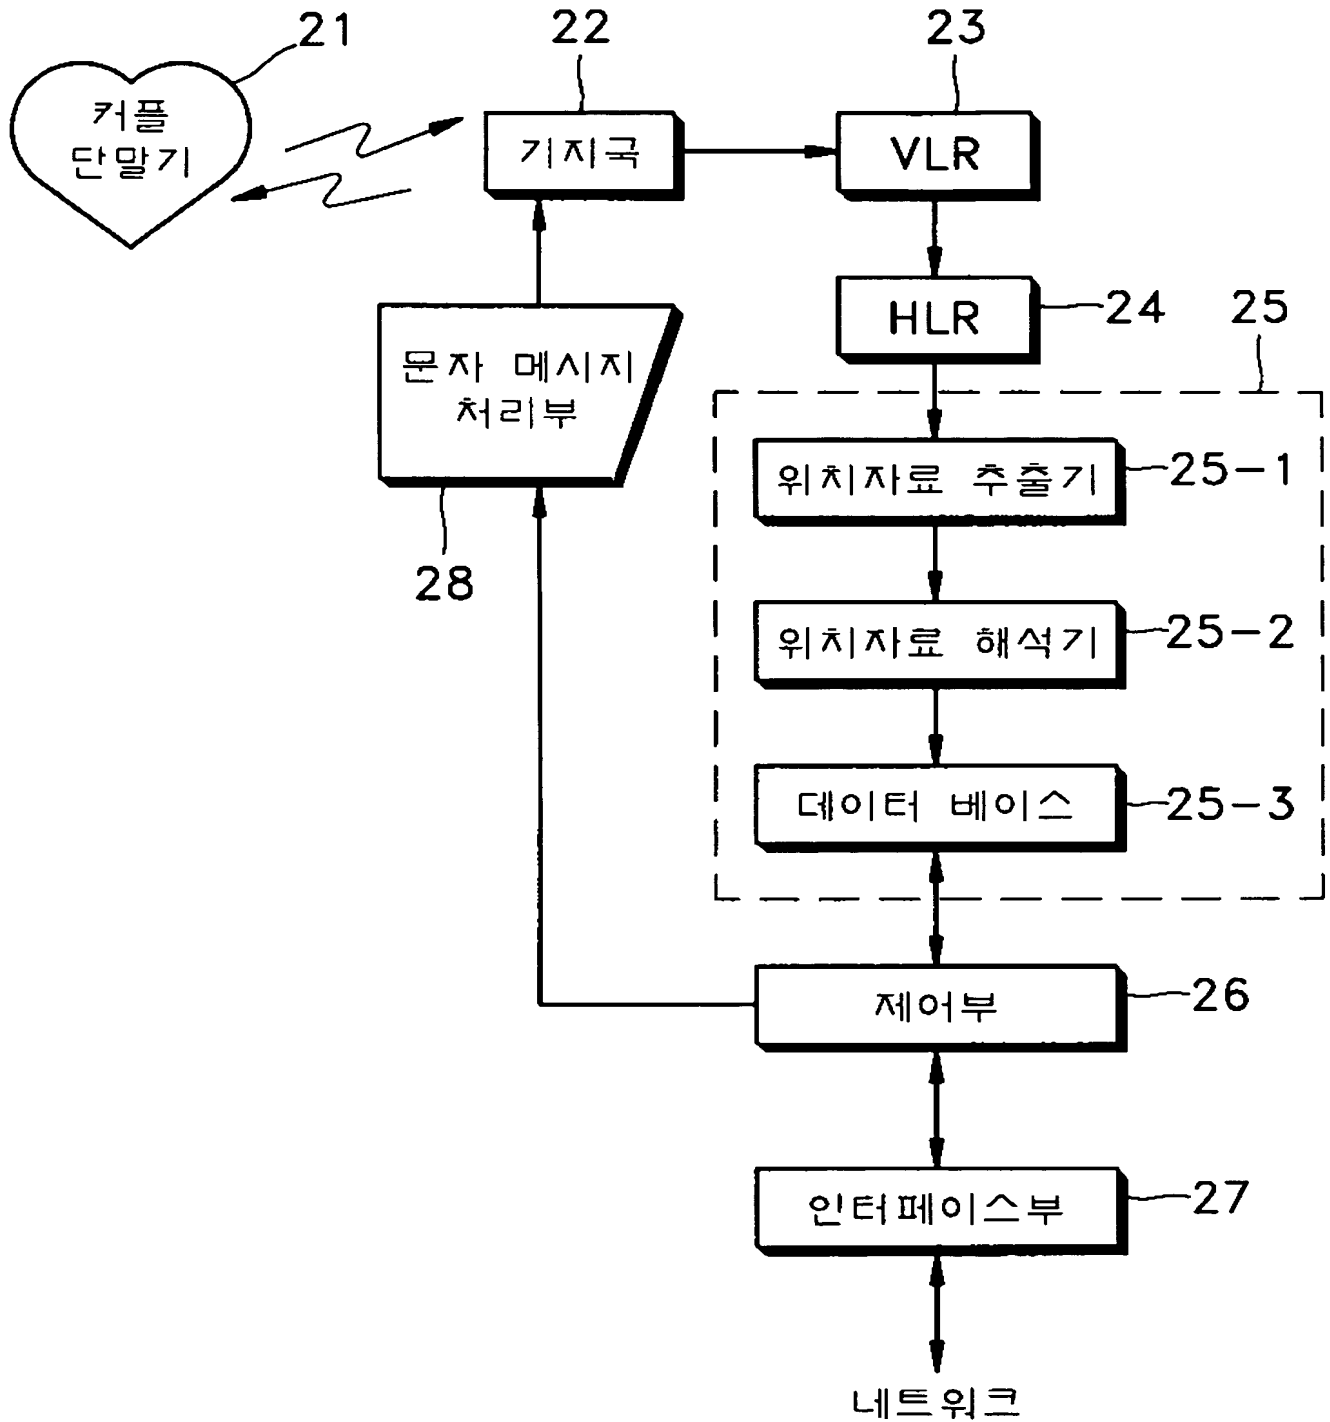 21
22
23
커플
단말기
기지국
VLR
HLR
24
25
문자 메시지
처리부
28
위치자료 추출기
25-1
위치자료 해석기
25-2
데이터 베이스
25-3
제어부
26
인터페이스부
27
네트워크